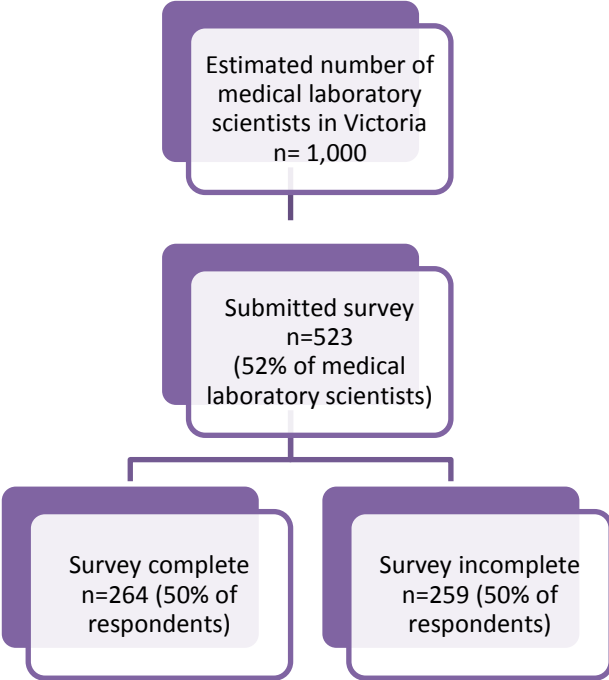 Estimated number of
medical laboratory
scientists in Victoria
n= 1,000
Submitted survey
n=523
(52% of medical
laboratory scientists)
Survey complete
n=264 (50% of
respondents)
Survey incomplete
n=259 (50% of
respondents)